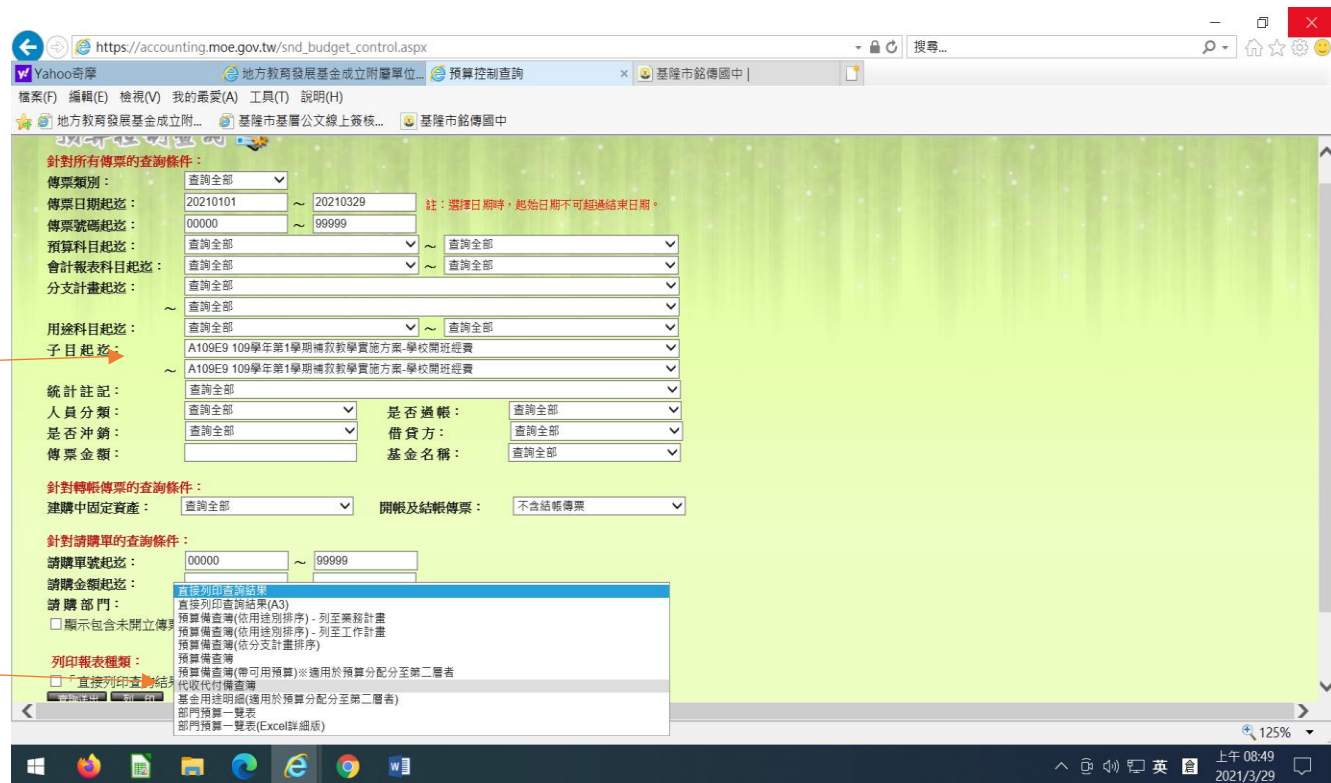 https://accounting.moe.gov.tw/snd_budget_control.aspx
搜尋...
Yahoo奇摩
地方教育發展基金成立附屬單位...
預算控制查詢
基隆市銘傳國中 |
檔案(F) 編輯(E) 檢視(V) 我的最愛(A) 工具(T) 說明(H)
地方教育發展基金成立附...
基隆市基層公文線上簽核...
基隆市銘傳國中
預算控制查詢
針對所有傳票的查詢條件：
傳票類別： 查詢全部
傳票日期起迄： 20210101 ～ 20210329 註：選擇日期時，起始日期不可超過結束日期。
傳票號碼起迄： 00000 ～ 99999
預算科目起迄： 查詢全部 ～ 查詢全部
會計報表科目起迄： 查詢全部 ～ 查詢全部
分支計畫起迄： 查詢全部
～ 查詢全部
用途科目起迄： 查詢全部 ～ 查詢全部
子目起迄： A109E9 109學年第1學期補救教學實施方案-學校開班經費
～ A109E9 109學年第1學期補救教學實施方案-學校開班經費
統計註記： 查詢全部
人員分類： 查詢全部 是否過帳： 查詢全部
是否沖銷： 查詢全部 借貸方： 查詢全部
傳票金額： 基金名稱： 查詢全部
針對轉帳傳票的查詢條件：
建購中固定資產： 查詢全部 開帳及結帳傳票： 不含結帳傳票
針對請購單的查詢條件：
請購單號起迄： 00000 ～ 99999
請購金額起迄：
請購部門：
顯示包含未開立傳票
列印報表種類：
「直接列印查詢結果
查詢送出 列 印
直接列印查詢結果
直接列印查詢結果(A3)
預算備查簿(依用途別排序) - 列至業務計畫
預算備查簿(依用途別排序) - 列至工作計畫
預算備查簿(依分支計畫排序)
預算備查簿
預算備查簿(帶可用預算)※適用於預算分配分至第二層者
代收代付備查簿
基金用途明細(適用於預算分配分至第二層者)
部門預算一覽表
部門預算一覽表(Excel詳細版)
125%
英
上午 08:49
2021/3/29